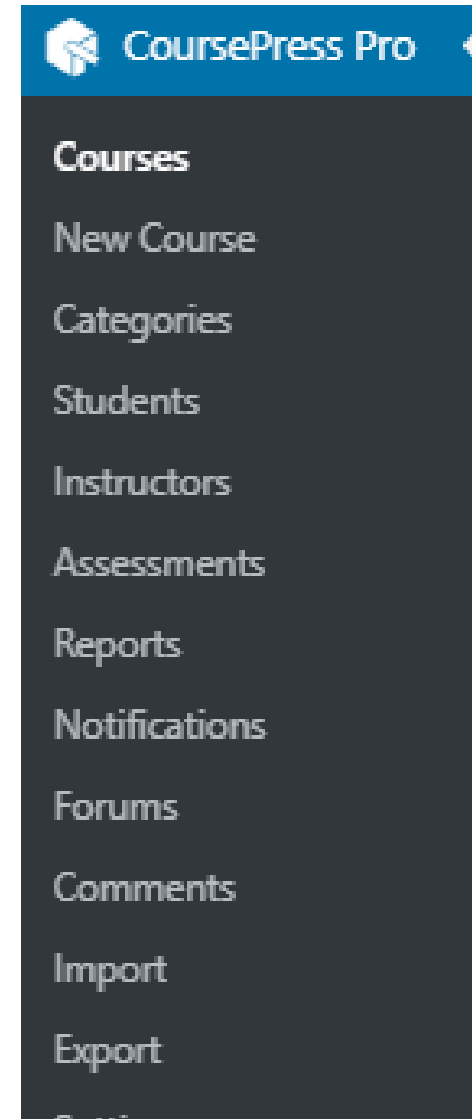 CoursePress Pro
Courses
New Course
Categories
Students
Instructors
Assessments
Reports
Notifications
Forums
Comments
Import
Export